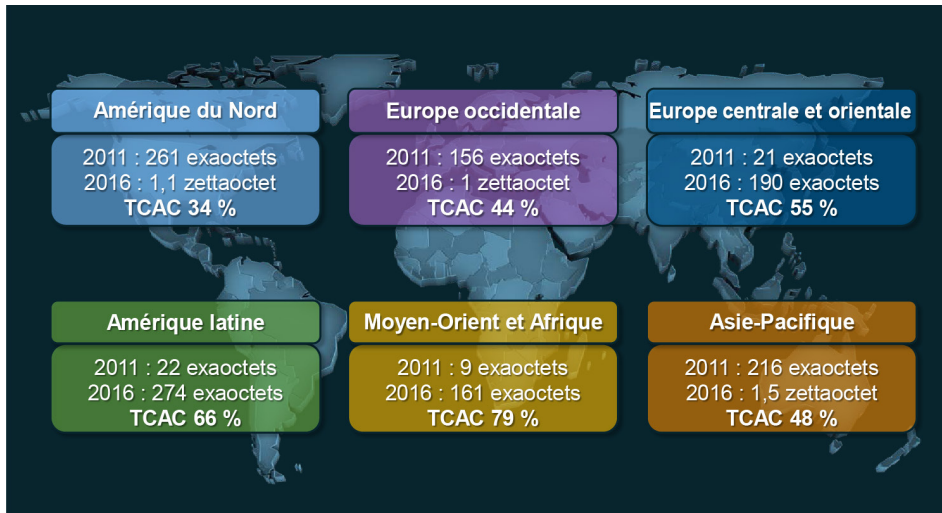 Amérique du Nord
2011 : 261 exaoctets
2016 : 1,1 zettaoctet
TCAC 34 %
Europe occidentale
2011 : 156 exaoctets
2016 : 1 zettaoctet
TCAC 44 %
Europe centrale et orientale
2011 : 21 exaoctets
2016 : 190 exaoctets
TCAC 55 %
Amérique latine
2011 : 22 exaoctets
2016 : 274 exaoctets
TCAC 66 %
Moyen-Orient et Afrique
2011 : 9 exaoctets
2016 : 161 exaoctets
TCAC 79 %
Asie-Pacifique
2011 : 216 exaoctets
2016 : 1,5 zettaoctet
TCAC 48 %